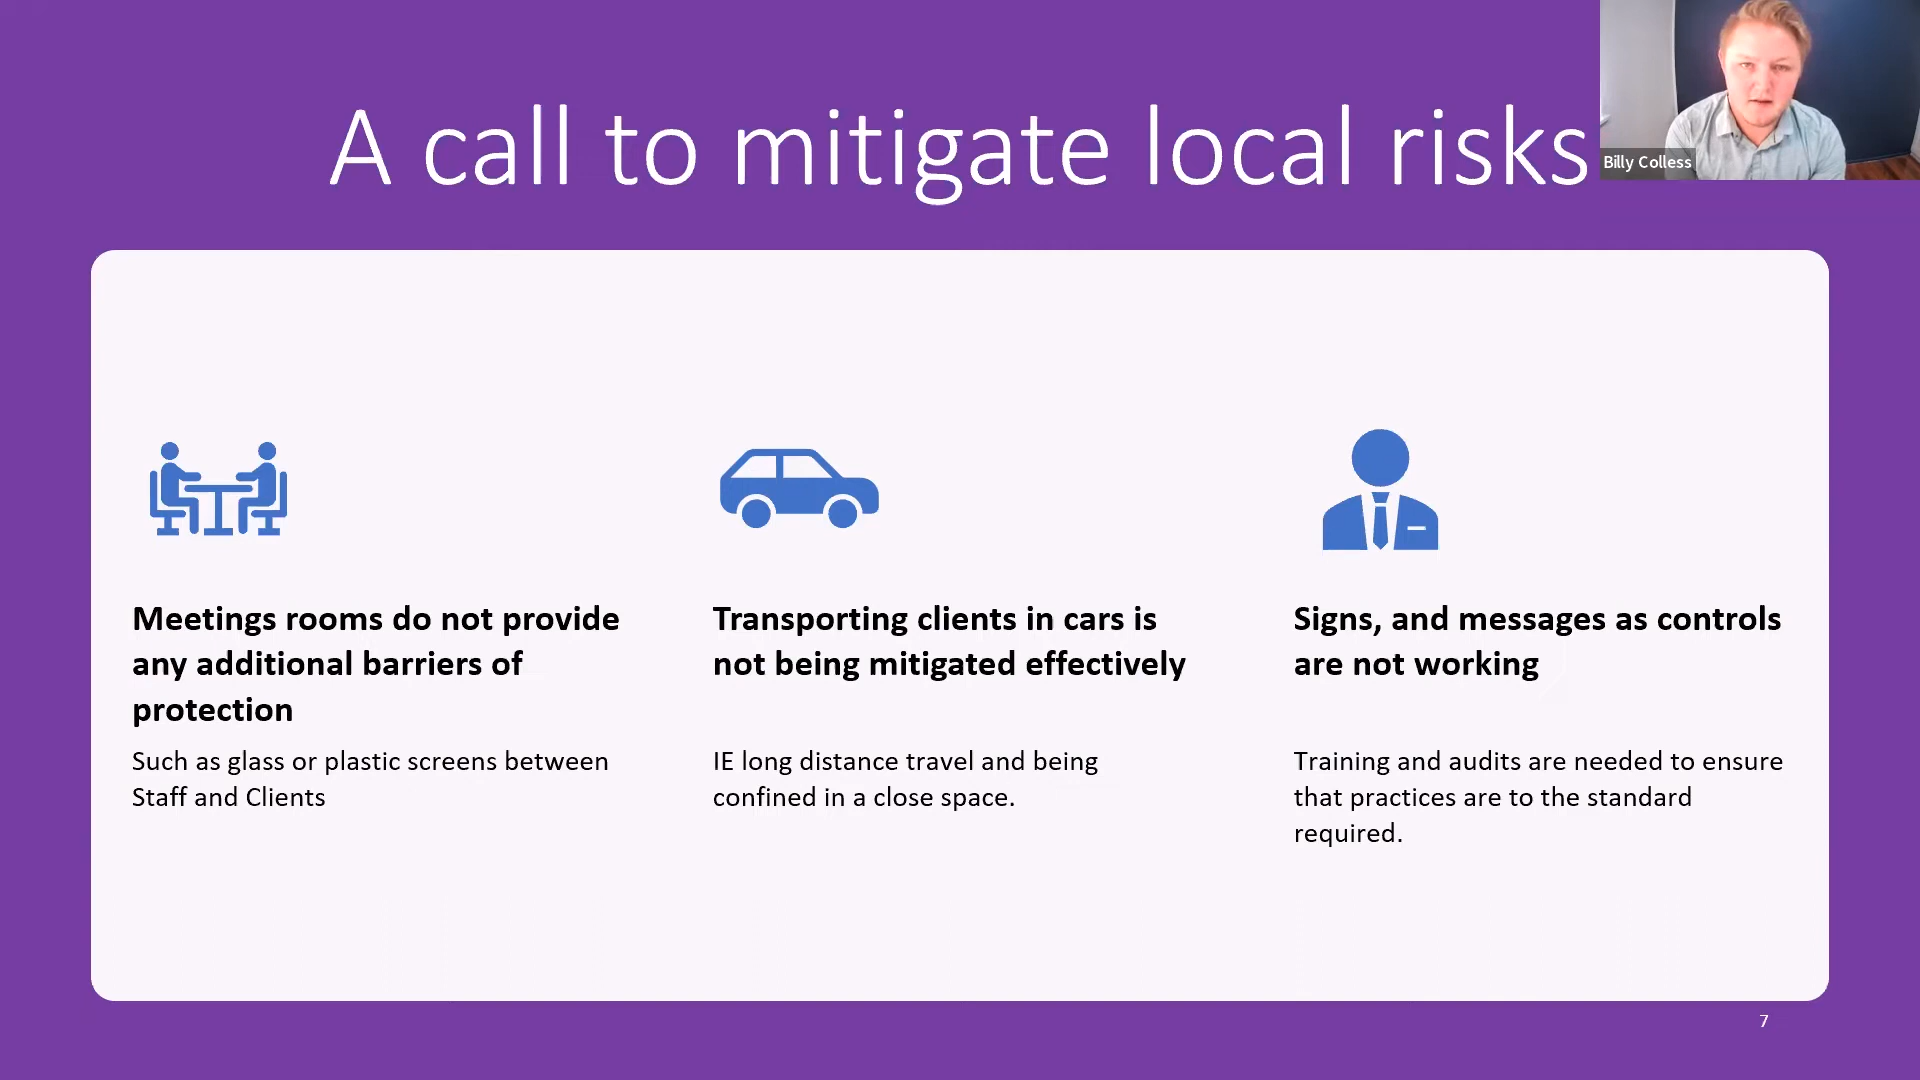 A call to mitigate local risks
Billy Colless
Meetings rooms do not provide
any additional barriers of
protection
Such as glass or plastic screens between
Staff and Clients
Transporting clients in cars is
not being mitigated effectively
IE long distance travel and being
confined in a close space.
Signs, and messages as controls
are not working
Training and audits are needed to ensure
that practices are to the standard
required.
7